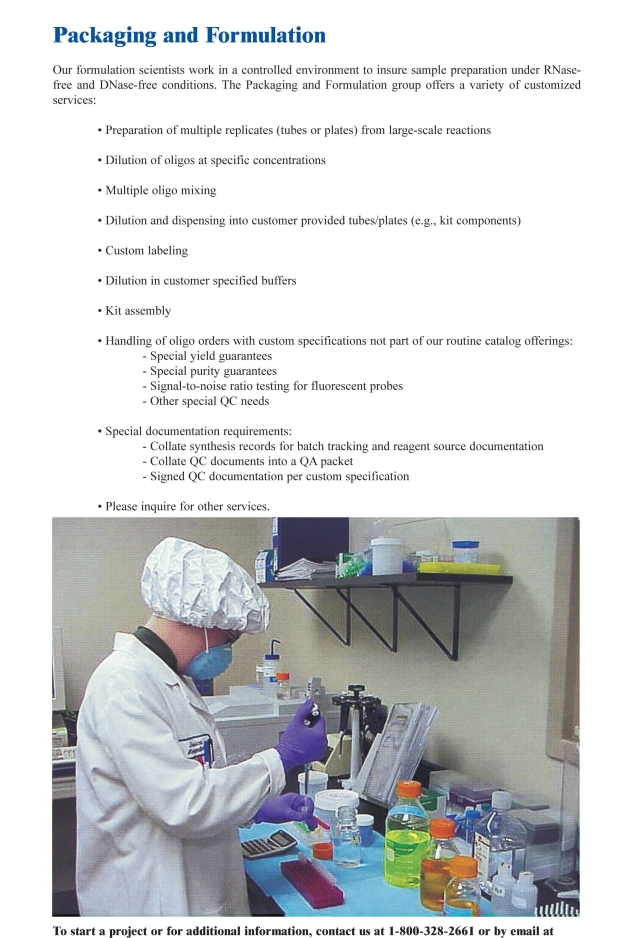 Packaging and Formulation
Our formulation scientists work in a controlled environment to insure sample preparation under RNase-
free and DNase-free conditions. The Packaging and Formulation group offers a variety of customized
services:
• Preparation of multiple replicates (tubes or plates) from large-scale reactions
• Dilution of oligos at specific concentrations
• Multiple oligo mixing
• Dilution and dispensing into customer provided tubes/plates (e.g., kit components)
• Custom labeling
• Dilution in customer specified buffers
• Kit assembly
• Handling of oligo orders with custom specifications not part of our routine catalog offerings:
- Special yield guarantees
- Special purity guarantees
- Signal-to-noise ratio testing for fluorescent probes
- Other special QC needs
• Special documentation requirements:
- Collate synthesis records for batch tracking and reagent source documentation
- Collate QC documents into a QA packet
- Signed QC documentation per custom specification
• Please inquire for other services.
To start a project or for additional information, contact us at 1-800-328-2661 or by email at